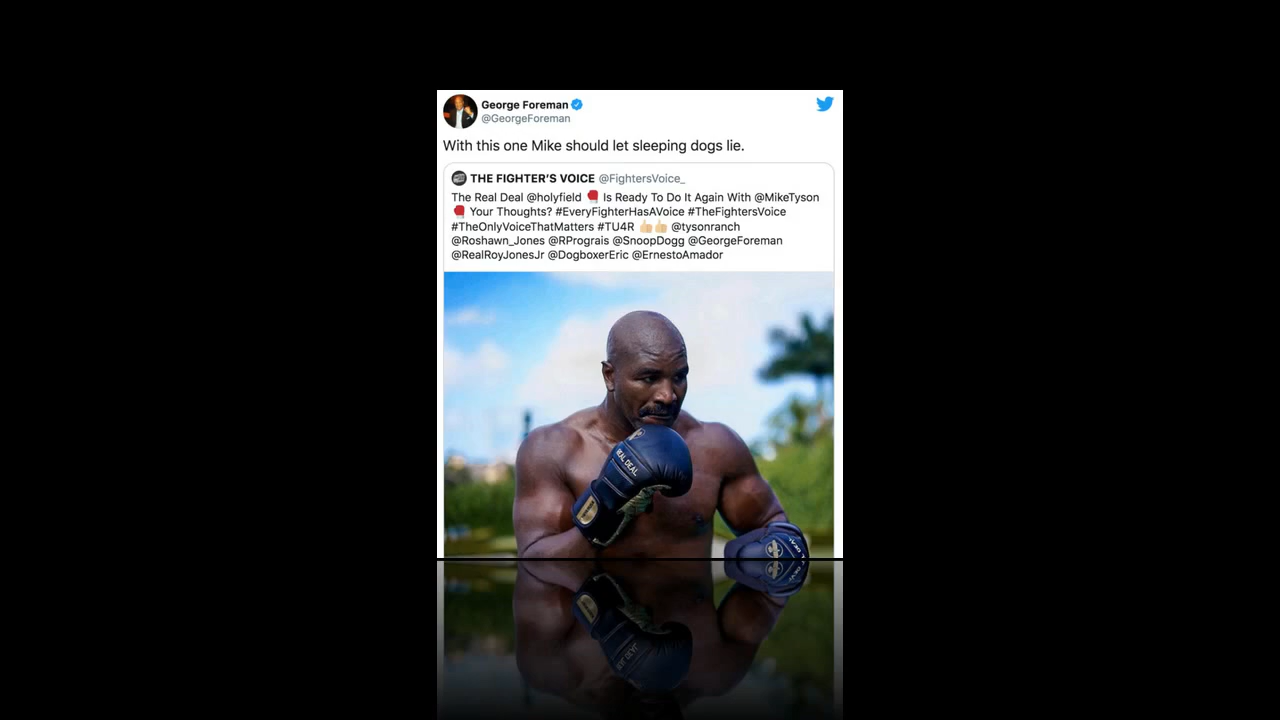 George Foreman
@GeorgeForeman
With this one Mike should let sleeping dogs lie.
THE FIGHTER'S VOICE @FightersVoice_
The Real Deal @holyfield 🥊 Is Ready To Do It Again With @MikeTyson
🥊 Your Thoughts? #EveryFighterHasAVoice #TheFightersVoice
#TheOnlyVoiceThatMatters #TU4R 👍🏼👍🏼 @tysonranch
@Roshawn_Jones @RPrograis @SnoopDogg @GeorgeForeman
@RealRoyJonesJr @DogboxerEric @ErnestoAmador
REAL DEAL